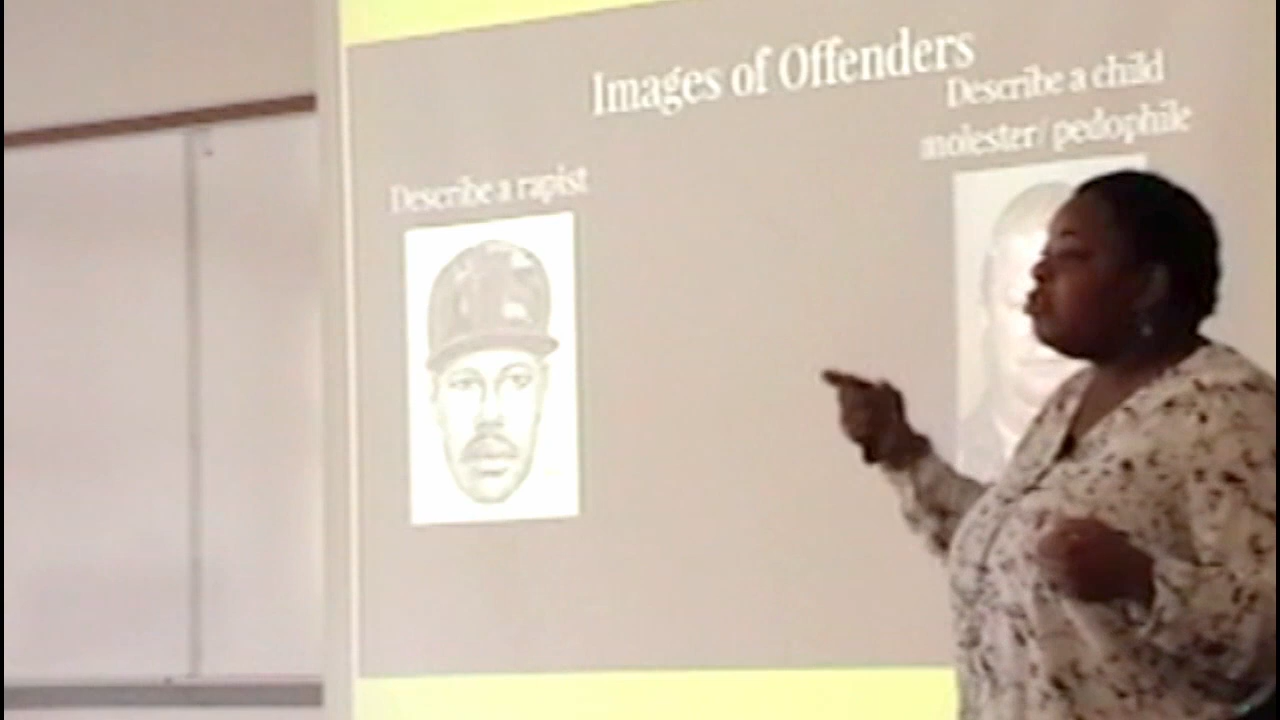 Images of Offenders
Describe a rapist
Describe a child
molester/ pedophile